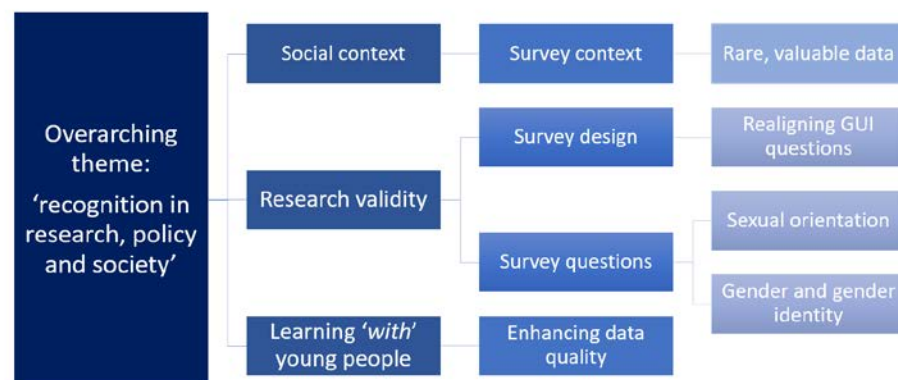 Overarching
theme:
‘recognition in
research, policy
and society’
Social context
Survey context
Rare, valuable data
Research validity
Survey design
Realigning GUI
questions
Survey questions
Sexual orientation
Gender and gender
identity
Learning ‘with’
young people
Enhancing data
quality